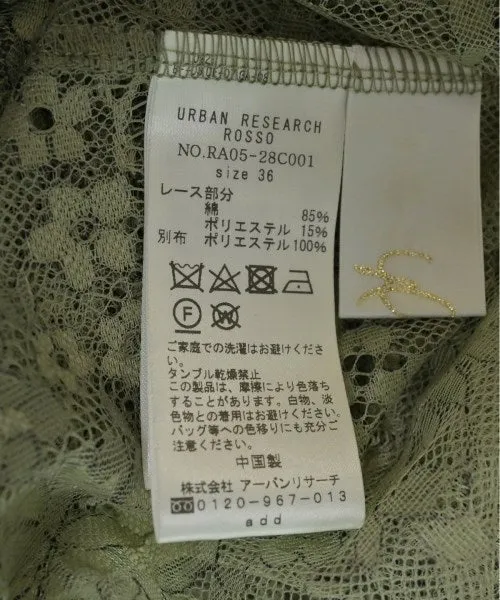 URBAN RESEARCH
ROSSO
NO.RA05-28C001
size 36
レース部分
綿 85%
ポリエステル 15%
別布 ポリエステル 100%
F
W
ご家庭での洗濯はお避けくださ
い。
タンブル乾燥禁止
この製品は、摩擦により色落ち
することがあります。白物、淡
色物との着用はお避けください。
バッグ等への色移りにも充分ご
注意ください。
中国製
株式会社 アーバンリサーチ
0120-967-013
add